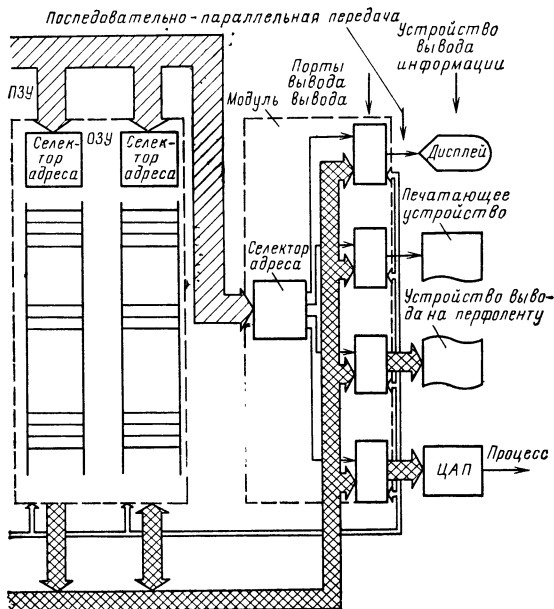 Последовательно-параллельная передача
Устройство
вывода
информации
Порты
вывода
Модуль
вывода
ПЗУ
ОЗУ
Селек-
тор
адреса
Селек-
тор
адреса
Дисплей
Печатающее
устройство
Селектор
адреса
Устройство выво-
да на перфоленту
ЦАП
Процесс